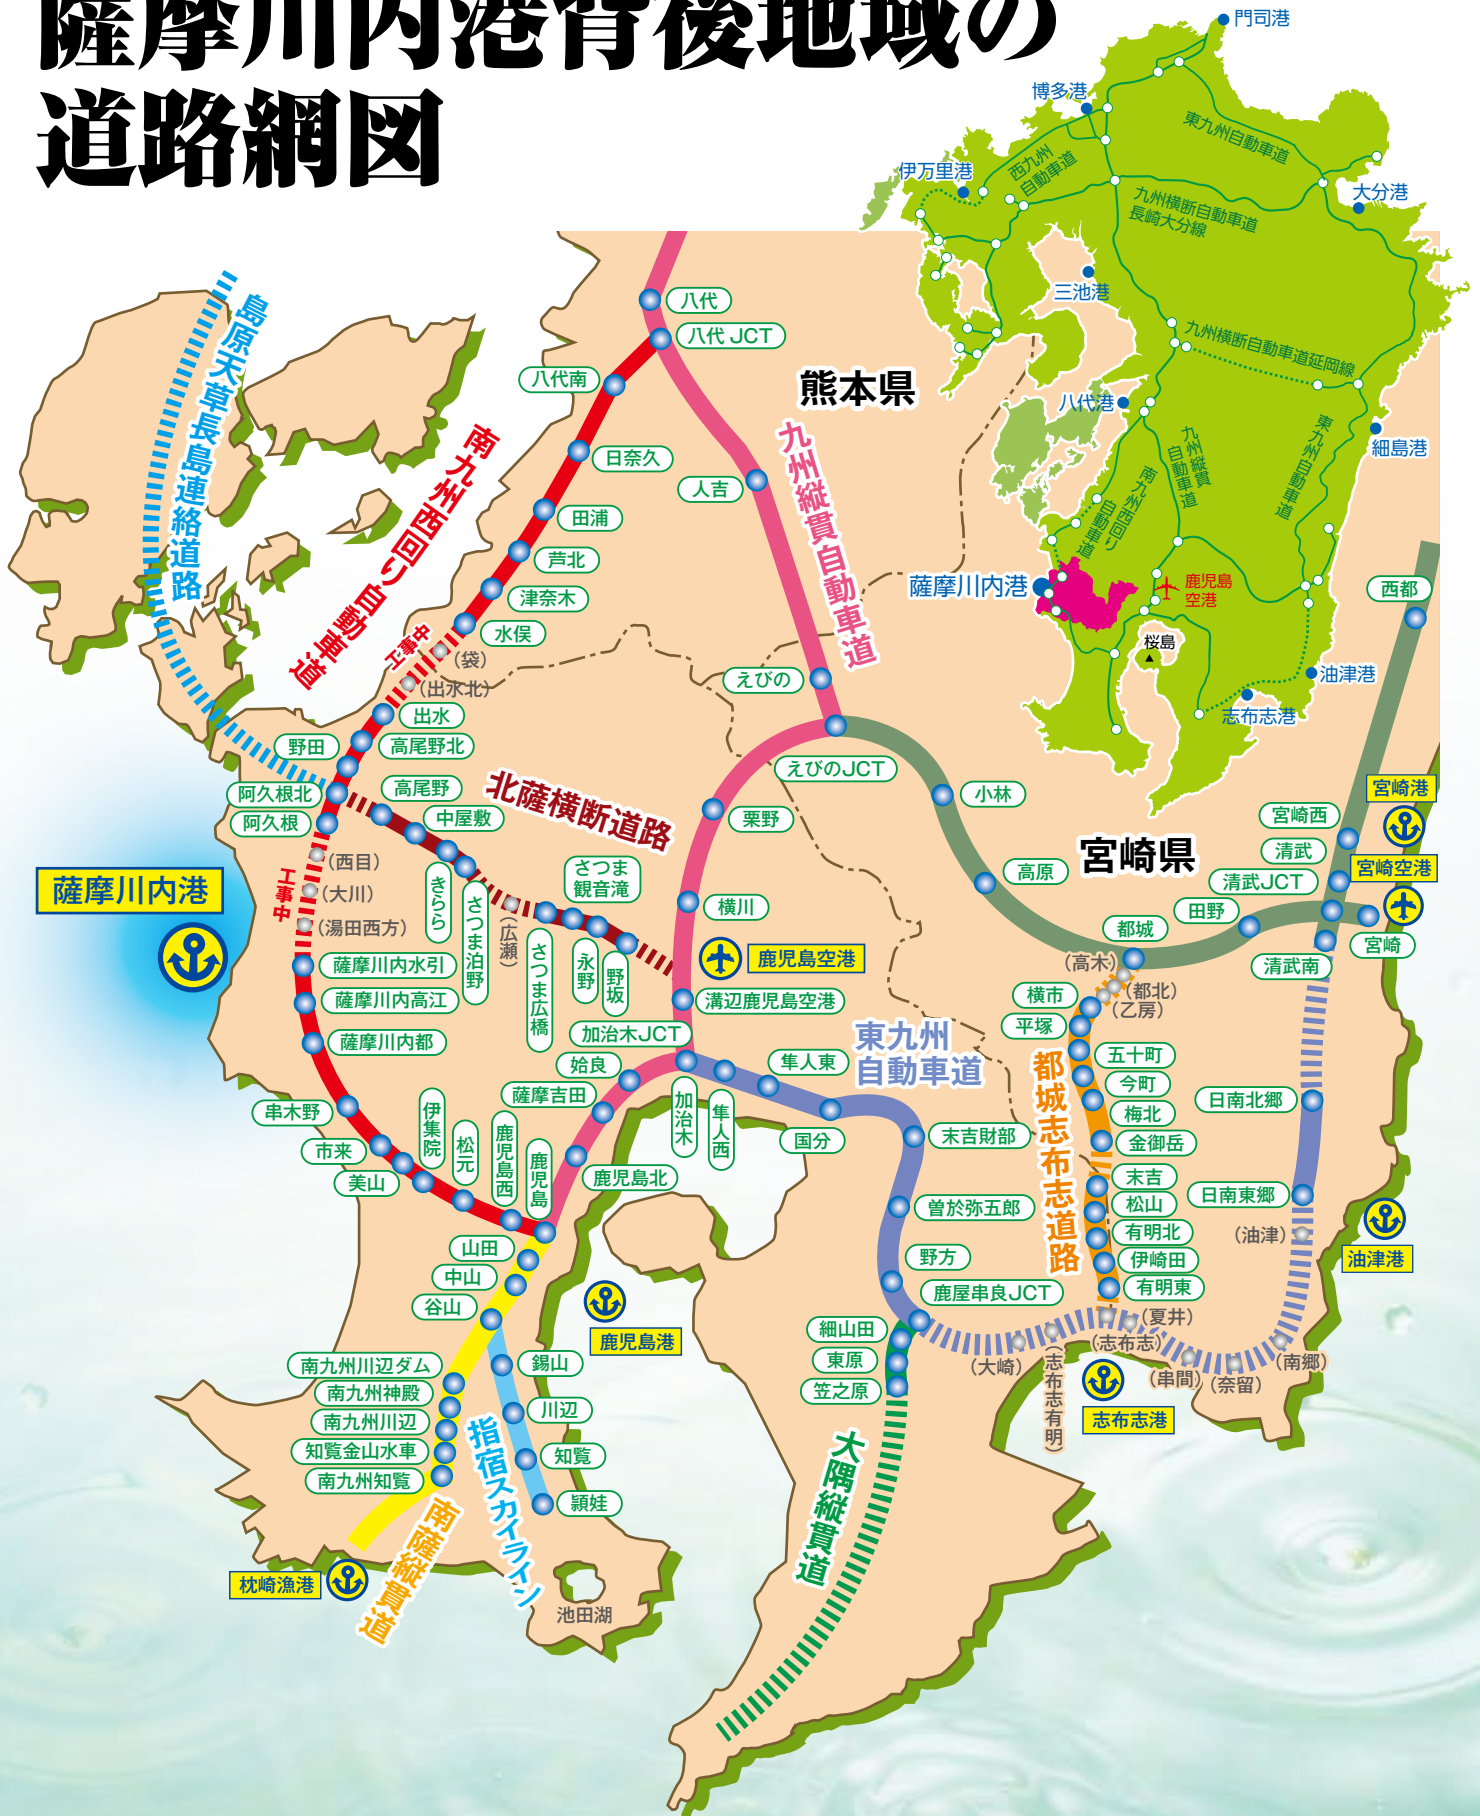 薩摩川内港背後地域の
道路網図
門司港
博多港
東九州自動車道
西九州
自動車道
伊万里港
大分港
九州横断自動車道
長崎大分線
三池港
九州横断自動車道延岡線
八代港
細島港
東九州自動車道
九州縦貫
自動車道
南九州西回り
自動車道
薩摩川内港
鹿児島
空港
桜島
油津港
志布志港
島原天草長島連絡道路
八代
八代 JCT
八代南
熊本県
日奈久
人吉
田浦
芦北
津奈木
水俣
南九州西回り自動車道
九州縦貫自動車道
工事中
(袋)
(出水北)
出水
野田
高尾野北
えびの
えびのJCT
西都
阿久根北
阿久根
高尾野
中屋敷
北薩横断道路
栗野
小林
宮崎県
宮崎港
宮崎西
清武
宮崎空港
清武JCT
田野
宮崎
清武南
高原
都城
(西目)
(大川)
(湯田西方)
工事中
きらら
さつま泊野
(広瀬)
さつま広橋
さつま
観音滝
永野
野坂
横川
鹿児島空港
溝辺鹿児島空港
薩摩川内港
薩摩川内水引
薩摩川内高江
薩摩川内都
加治木JCT
姶良
薩摩吉田
加治木
隼人西
隼人東
国分
東九州
自動車道
末吉財部
曽於弥五郎
野方
鹿屋串良JCT
(高木)
(都北)
(乙房)
横市
平塚
五十町
今町
梅北
金御岳
末吉
松山
有明北
伊崎田
有明東
都城志布志道路
日南北郷
日南東郷
(油津)
油津港
串木野
市来
美山
伊集院
松元
鹿児島西
鹿児島
鹿児島北
山田
中山
谷山
鹿児島港
細山田
東原
笠之原
(大崎)
(志布志有明)
(志布志)
(夏井)
(串間)
(奈留)
(南郷)
志布志港
南九州川辺ダム
南九州神殿
南九州川辺
知覧金山水車
南九州知覧
錫山
川辺
知覧
頴娃
指宿スカイライン
南薩縦貫道
大隅縦貫道
枕崎漁港
池田湖